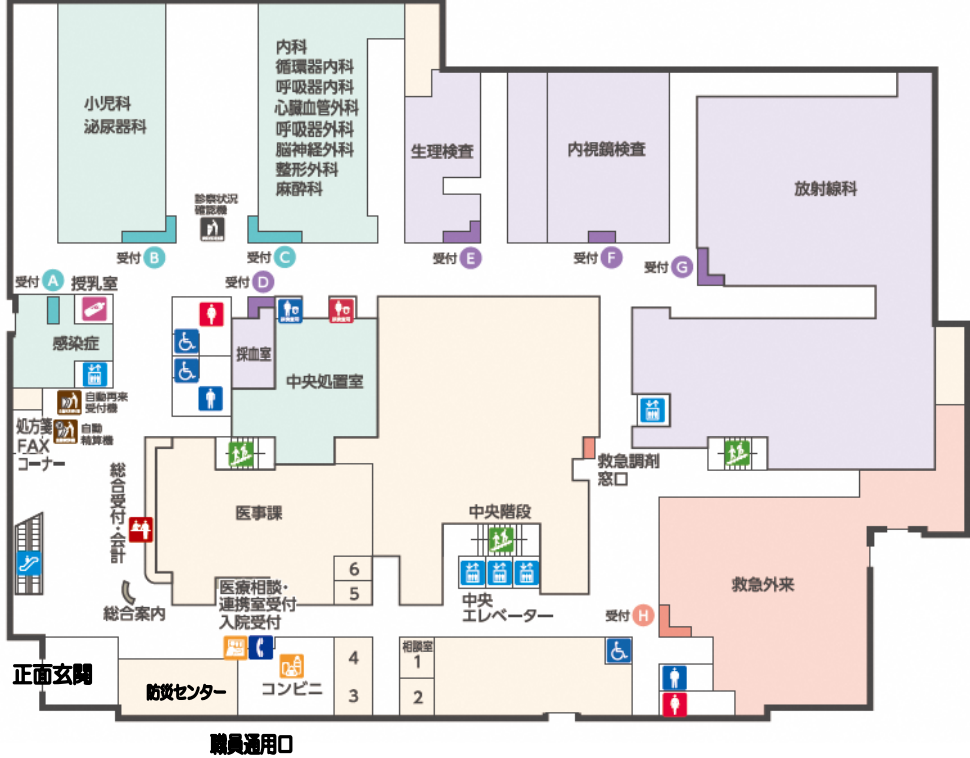 小児科
泌尿器科
内科
循環器内科
呼吸器内科
心臓血管外科
呼吸器外科
脳神経外科
整形外科
麻酔科
生理検査
内視鏡検査
放射線科
診察状況
確認機
受付 B
受付 C
受付 E
受付 F
受付 G
受付 A
授乳室
受付 D
感染症
採血室
中央処置室
自動再来
受付機
自動
精算機
処方箋
FAX
コーナー
救急調剤
窓口
総合受付・会計
医事課
中央階段
6
5
中央
エレベーター
救急外来
総合案内
医療相談・
連携室受付
入院受付
受付 H
正面玄関
防災センター
コンビニ
4
3
相談室
1
2
職員通用口